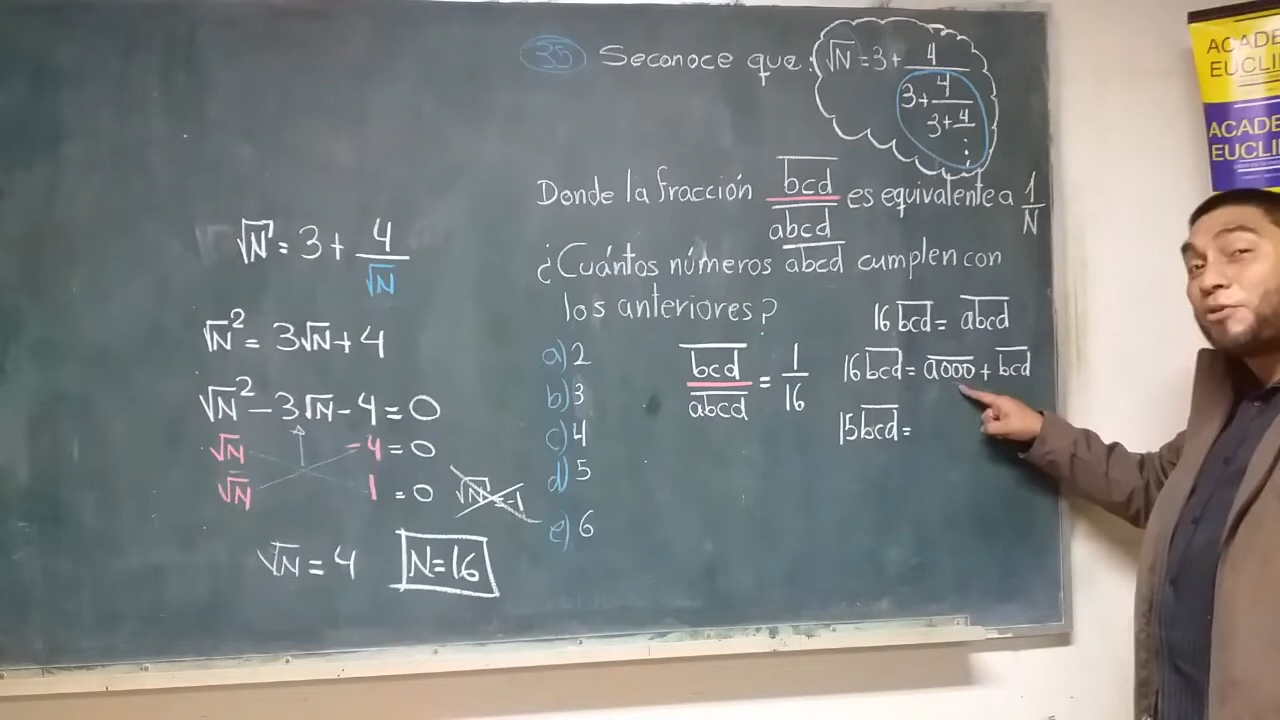 35 Se conoce que: √N = 3 + 4/(3 + 4/(3 + 4/⋮))
Donde la fracción bcd/abcd es equivalente a 1/N
¿Cuántos números abcd cumplen con
los anteriores?
a) 2
b) 3
c) 4
d) 5
e) 6
√N = 3 + 4/√N
√N² = 3√N + 4
√N² - 3√N - 4 = 0
√N -4 = 0
√N 1 = 0
√N = -1
√N = 4 N=16
bcd/abcd = 1/16
16 bcd = abcd
16 bcd = a000 + bcd
15 bcd =
ACADE
EUCLI
ACADE
EUCLI